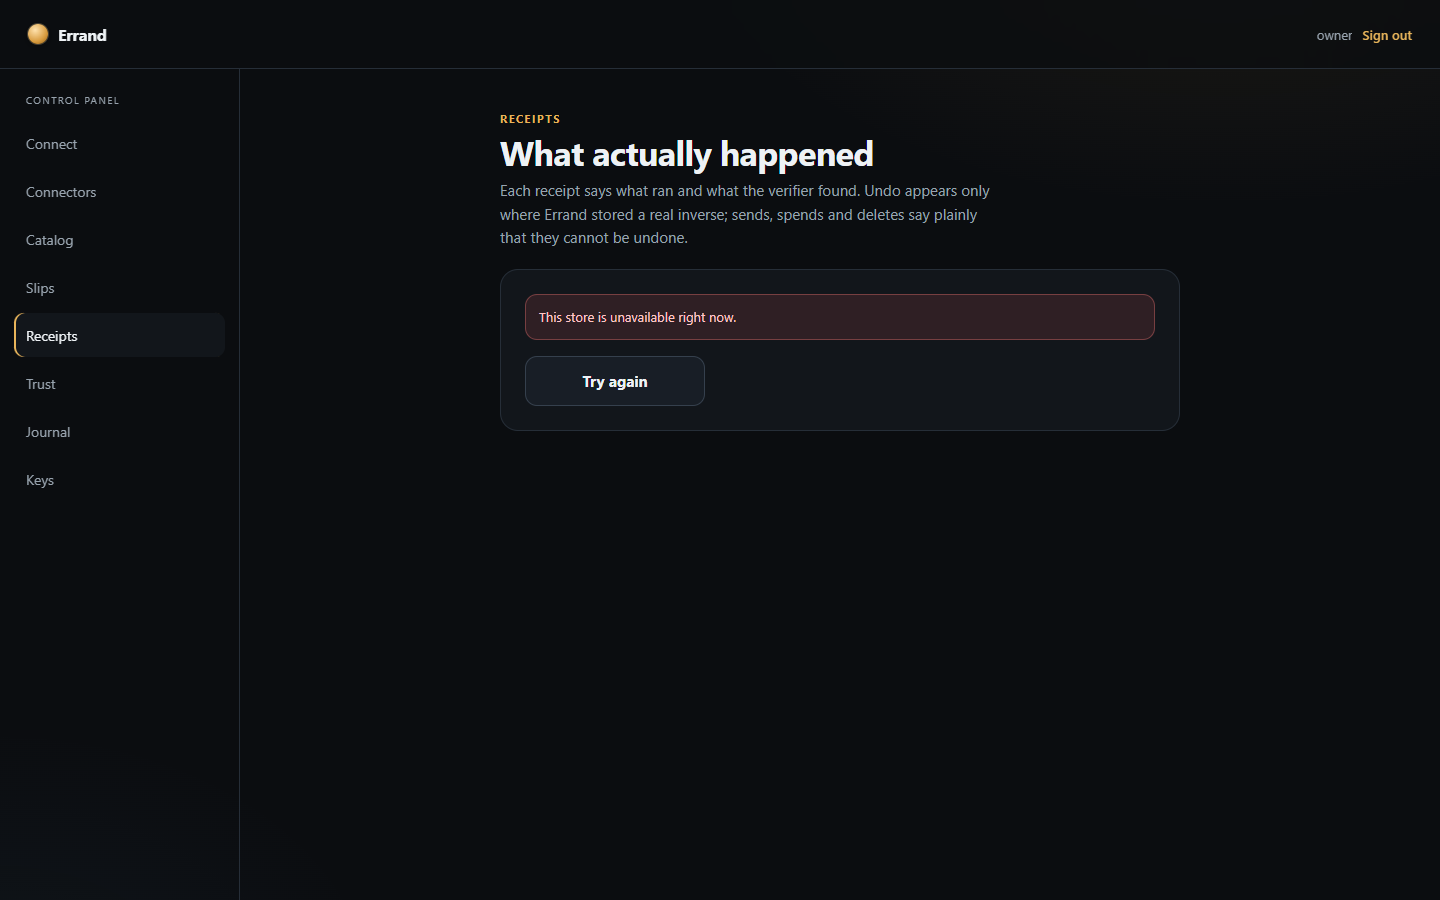 Errand
owner Sign out
CONTROL PANEL
Connect
Connectors
Catalog
Slips
Receipts
Trust
Journal
Keys
RECEIPTS
What actually happened
Each receipt says what ran and what the verifier found. Undo appears only
where Errand stored a real inverse; sends, spends and deletes say plainly
that they cannot be undone.
This store is unavailable right now.
Try again